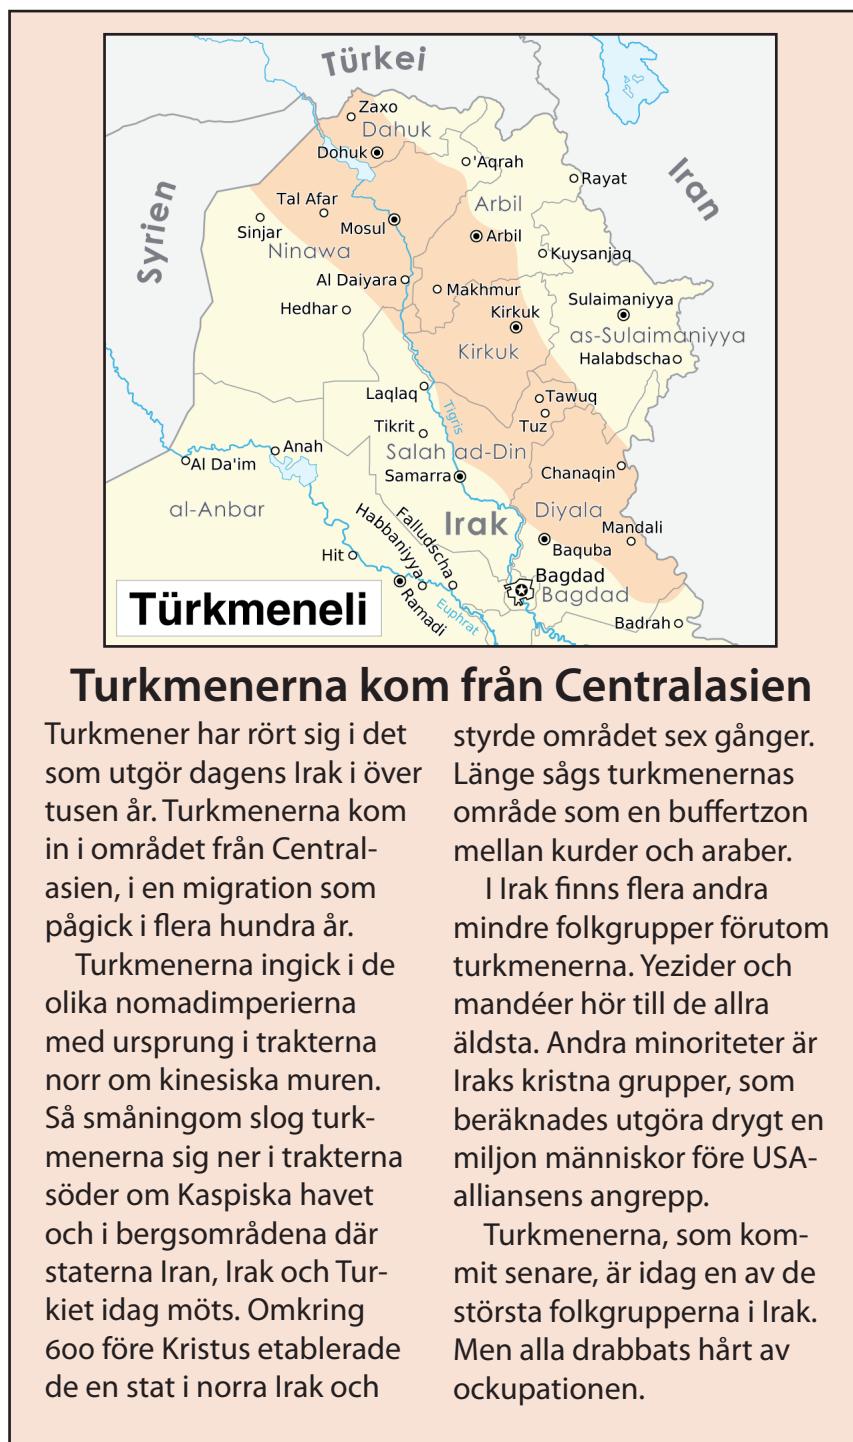 Türkei
Zaxo
Dahuk
Dohuk
'Aqrah
Rayat
Iran
Syrien
Tal Afar
Arbil
Sinjar
Mosul
Arbil
Ninawa
Kuysanjaq
Al Daiyara
Makhmur
Sulaimaniyya
Hedhar
Kirkuk
as-Sulaimaniyya
Kirkuk
Halabdscha
Laqlaq
Tawuq
Tigris
Tikrit
Tuz
Anah
Salah ad-Din
Al Da'im
Samarra
Chanaqin
al-Anbar
Habbaniyya
Falludscha
Irak
Diyala
Mandali
Hit
Baquba
Bagdad
Bagdad
Türkmeneli
Ramadi
Euphrat
Badrah
Turkmenerna kom från Centralasien
Turkmener har rört sig i det
som utgör dagens Irak i över
tusen år. Turkmenerna kom
in i området från Central-
asien, i en migration som
pågick i flera hundra år.
Turkmenerna ingick i de
olika nomadimperierna
med ursprung i trakterna
norr om kinesiska muren.
Så småningom slog turk-
menerna sig ner i trakterna
söder om Kaspiska havet
och i bergsområdena där
staterna Iran, Irak och Tur-
kiet idag möts. Omkring
600 före Kristus etablerade
de en stat i norra Irak och
styrde området sex gånger.
Länge sågs turkmenernas
område som en buffertzon
mellan kurder och araber.
I Irak finns flera andra
mindre folkgrupper förutom
turkmenerna. Yezider och
mandéer hör till de allra
äldsta. Andra minoriteter är
Iraks kristna grupper, som
beräknades utgöra drygt en
miljon människor före USA-
alliansens angrepp.
Turkmenerna, som kom-
mit senare, är idag en av de
största folkgrupperna i Irak.
Men alla drabbats hårt av
ockupationen.